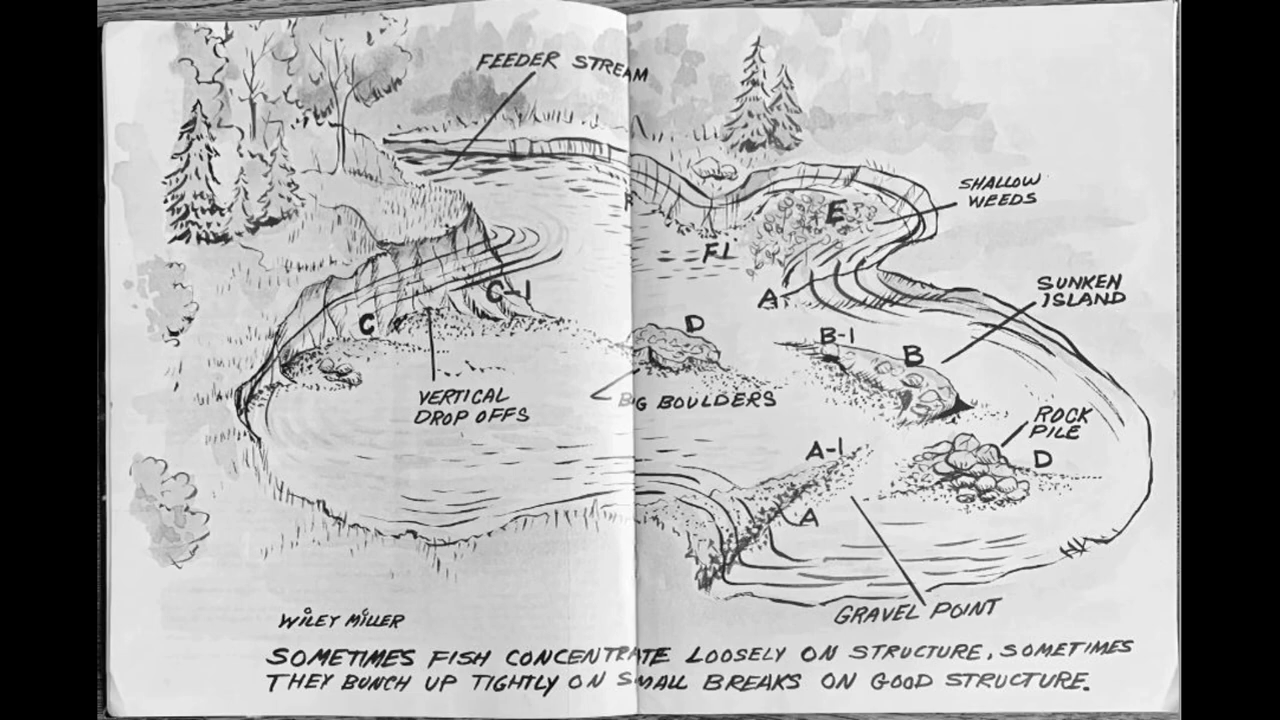 FEEDER STREAM
SHALLOW
WEEDS
E
F1
C-1
A
SUNKEN
ISLAND
C
D
B-1
B
VERTICAL
DROP OFFS
BIG BOULDERS
ROCK
PILE
D
A-1
A
GRAVEL POINT
WILEY MILLER
SOMETIMES FISH CONCENTRATE LOOSELY ON STRUCTURE. SOMETIMES
THEY BUNCH UP TIGHTLY ON SMALL BREAKS ON GOOD STRUCTURE.